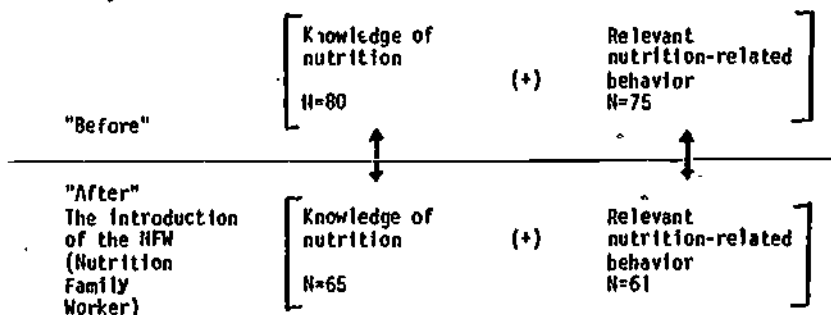 Knowledge of nutrition
N=80
(+)
Relevant nutrition-related behavior
N=75
"Before"
"After"
The introduction
of the NFW
(Nutrition
Family
Worker)
Knowledge of
nutrition
N=65
(+)
Relevant
nutrition-related
behavior
N=61